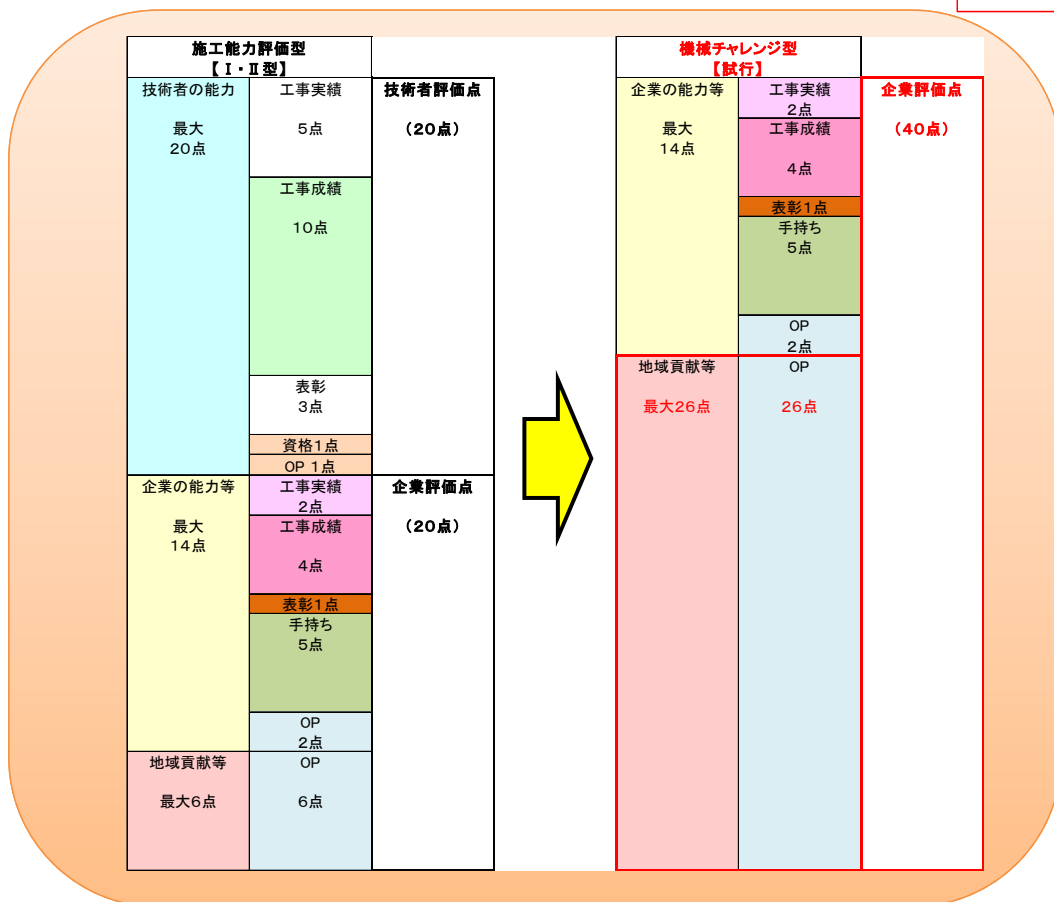 施工能力評価型
【Ⅰ・Ⅱ型】
技術者の能力
最大
20点
工事実績
5点
技術者評価点
(20点)
工事成績
10点
表彰
3点
資格1点
OP 1点
企業の能力等
最大
14点
工事実績
2点
企業評価点
(20点)
工事成績
4点
表彰1点
手持ち
5点
OP
2点
地域貢献等
最大6点
OP
6点
機械チャレンジ型
【試行】
企業の能力等
最大
14点
工事実績
2点
企業評価点
(40点)
工事成績
4点
表彰1点
手持ち
5点
OP
2点
地域貢献等
最大26点
OP
26点